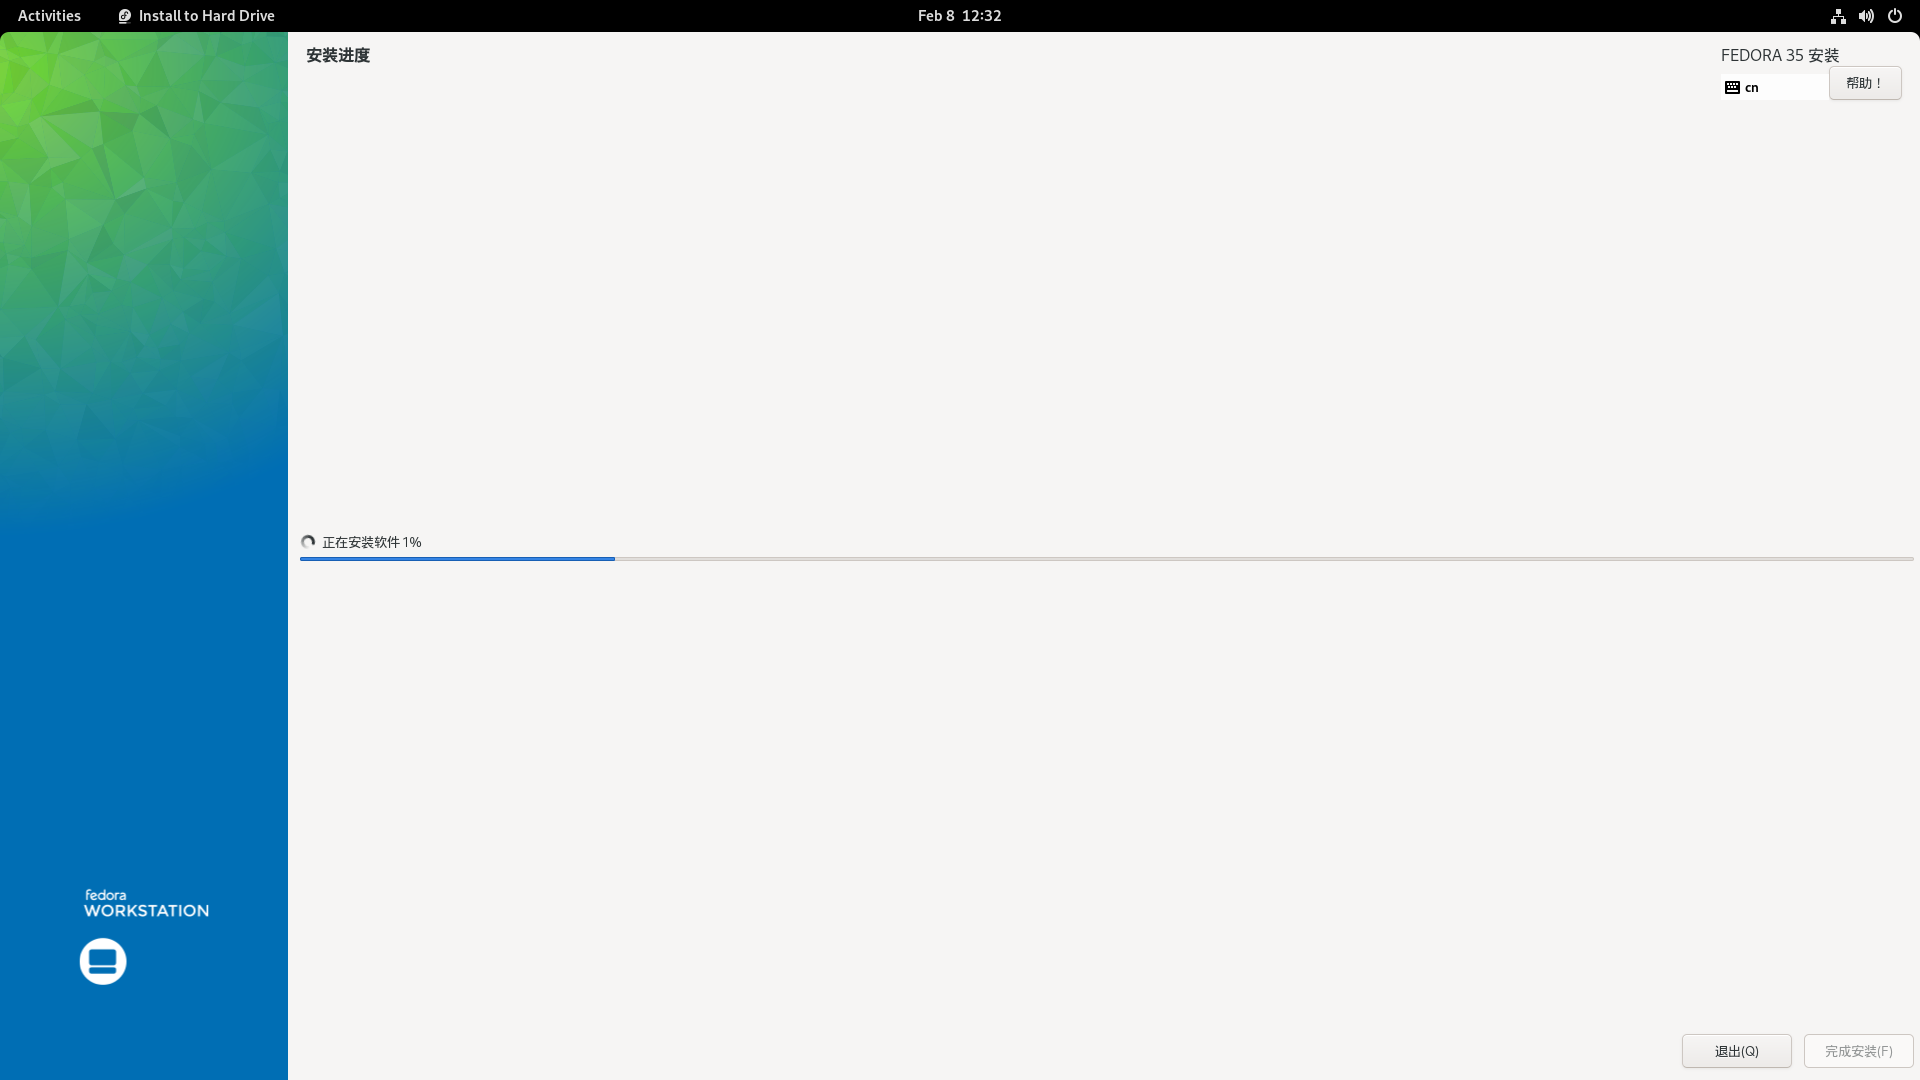 Activities
Install to Hard Drive
Feb 8 12:32
安装进度
FEDORA 35 安装
cn
帮助！
正在安装软件 1%
fedora
WORKSTATION
退出(Q)
完成安装(F)